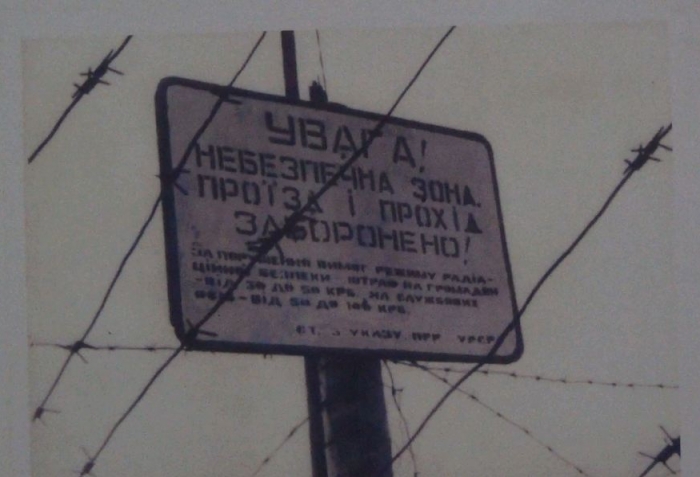 УВАГА!
НЕБЕЗПЕЧНА ЗОНА.
ПРОЇЗД І ПРОХІД
ЗАБОРОНЕНО!
ЗА ПОРУШЕННЯ ВИМОГ РЕЖИМУ РАДІА-
ЦІЙНОЇ БЕЗПЕКИ - ШТРАФ НА ГРОМАДЯН
-ВІД 30 ДО 50 КРБ. НА СЛУЖБОВИХ
ОСІБ-ВІД 50 ДО 100 КРБ.
СТ. 3 УКАЗУ ПВР УРСР